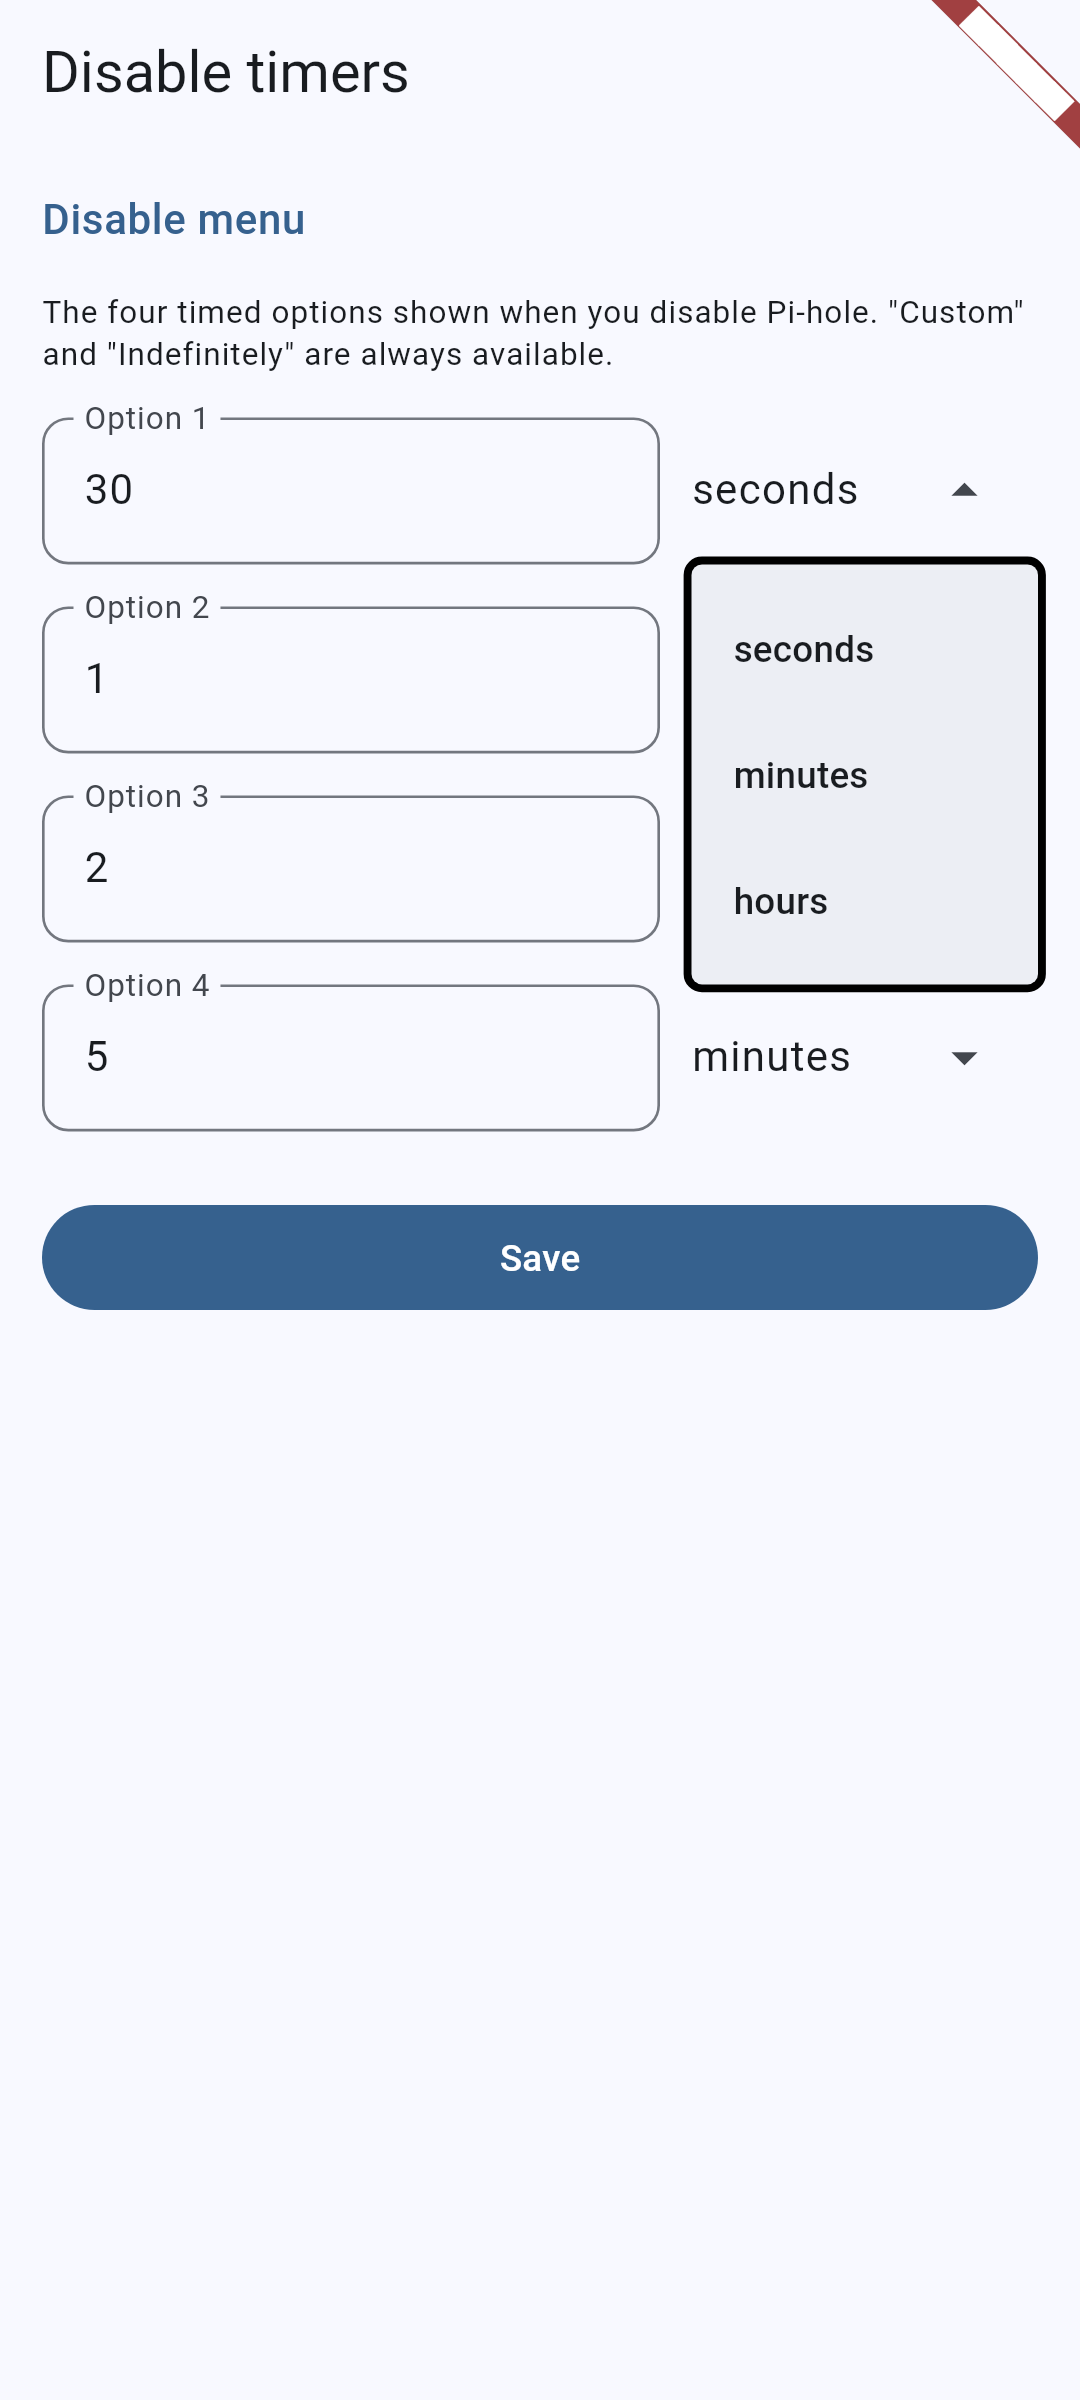 Disable timers
Disable menu
The four timed options shown when you disable Pi-hole. "Custom"
and "Indefinitely" are always available.
Option 1
30
seconds
Option 2
1
seconds
minutes
hours
Option 3
2
Option 4
5
minutes
Save